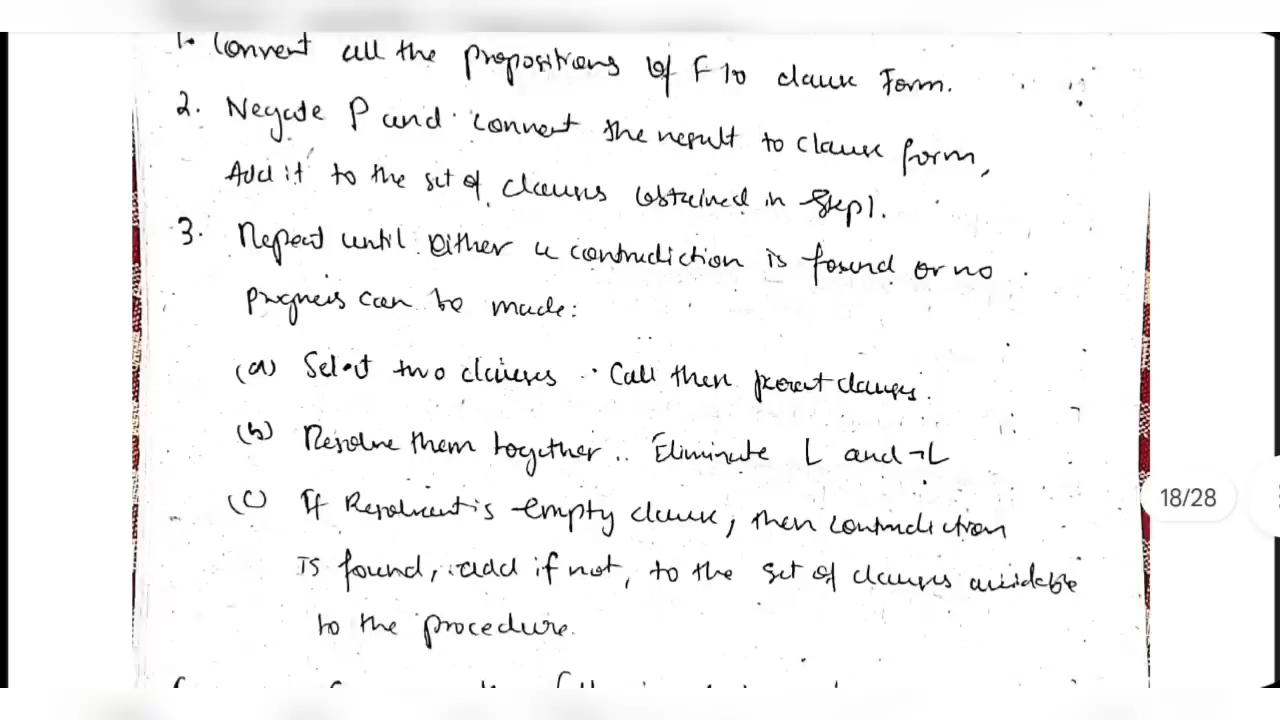 1. Convert all the propositions of F to clause Form.
2. Negate P and convert the result to clause form,
Add it to the set of clauses obtained in Step1.
3. Repeat until either a contradiction is found or no
progress can be made:
(a) Select two clauses. Call then parent clauses.
(b) Resolve them together.. Eliminate L and ¬L
(c) If Resolvent is empty clause, then contradiction
is found, add if not, to the set of clauses available
to the procedure.
18/28